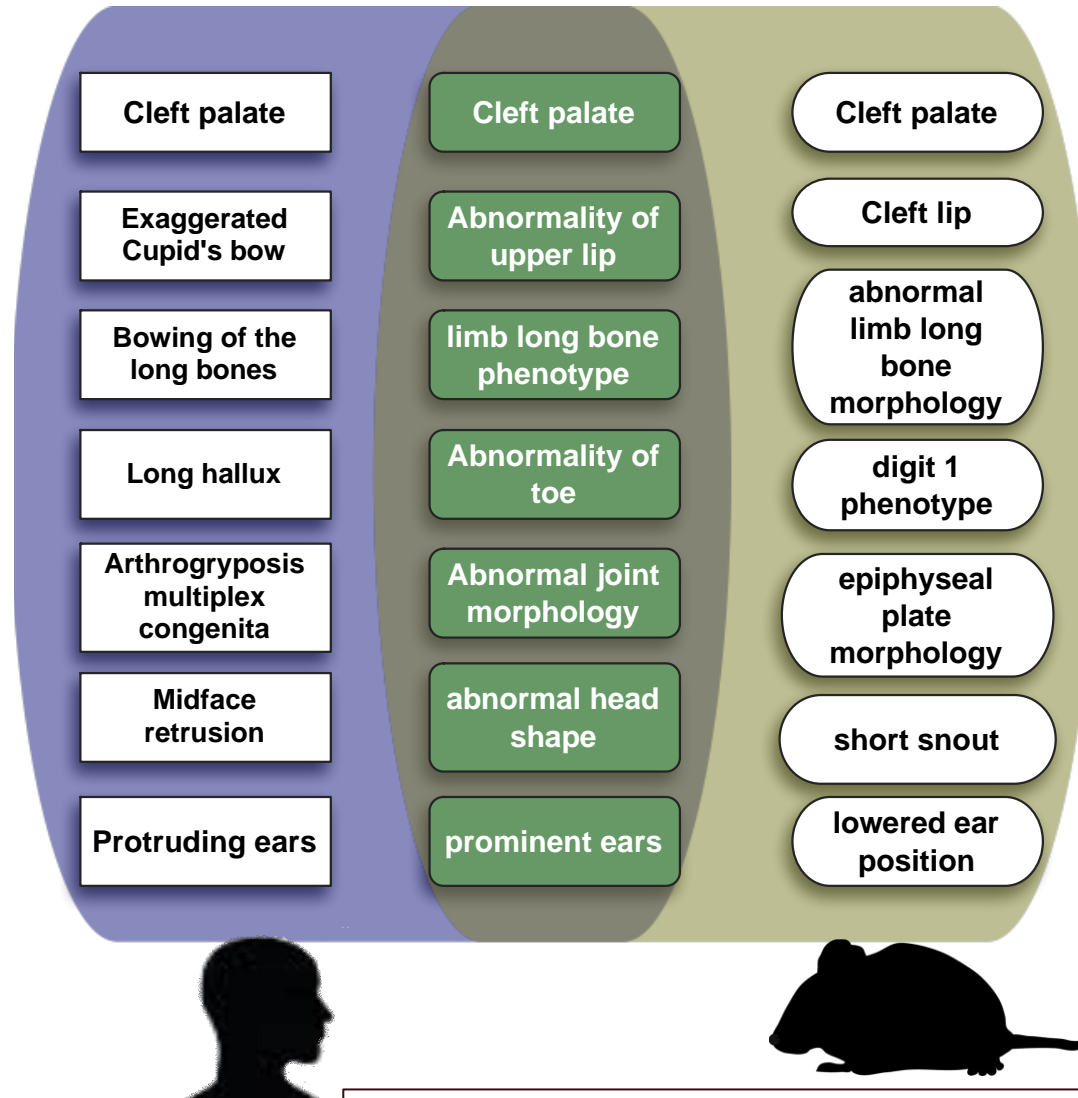 Cleft palate
Cleft palate
Cleft palate
Exaggerated
Cupid's bow
Abnormality of
upper lip
Cleft lip
Bowing of the
long bones
limb long bone
phenotype
abnormal
limb long
bone
morphology
Long hallux
Abnormality of
toe
digit 1
phenotype
Arthrogryposis
multiplex
congenita
Abnormal joint
morphology
epiphyseal
plate
morphology
Midface
retrusion
abnormal head
shape
short snout
Protruding ears
prominent ears
lowered ear
position